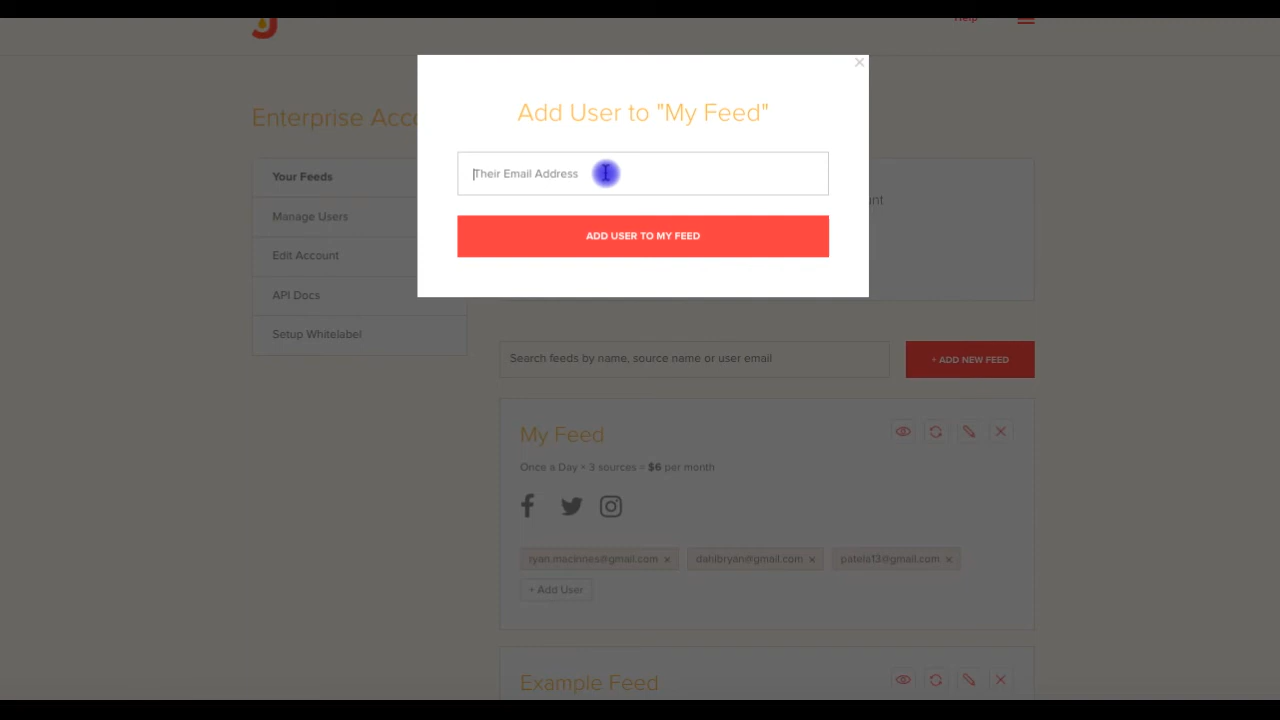 Help
Add User to "My Feed"
Their Email Address
ADD USER TO MY FEED
Enterprise
Your Feeds
Manage Users
Edit Account
API Docs
Setup Whitelabel
Search feeds by name, source name or user email
+ ADD NEW FEED
My Feed
Once a Day × 3 sources = $6 per month
ryan.macinnes@gmail.com × dahlbryan@gmail.com × patela13@gmail.com ×
+ Add User
Example Feed